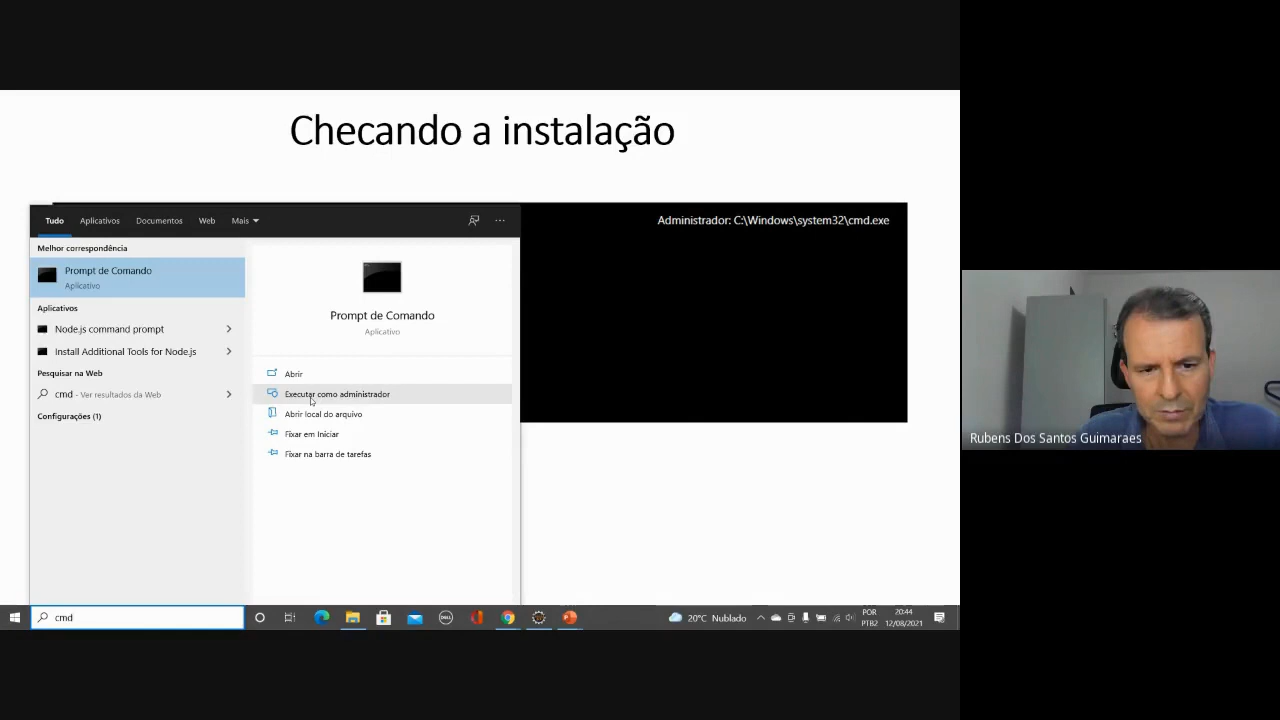 Checando a instalação
Administrador: C:\Windows\system32\cmd.exe
Tudo Aplicativos Documentos Web Mais
Melhor correspondência
Prompt de Comando
Aplicativo
Aplicativos
Node.js command prompt
Install Additional Tools for Node.js
Pesquisar na Web
cmd - Ver resultados da Web
Configurações (1)
Prompt de Comando
Aplicativo
Abrir
Executar como administrador
Abrir local do arquivo
Fixar em Iniciar
Fixar na barra de tarefas
cmd
20°C Nublado
POR
PTB2
20:44
12/08/2021
Rubens Dos Santos Guimaraes